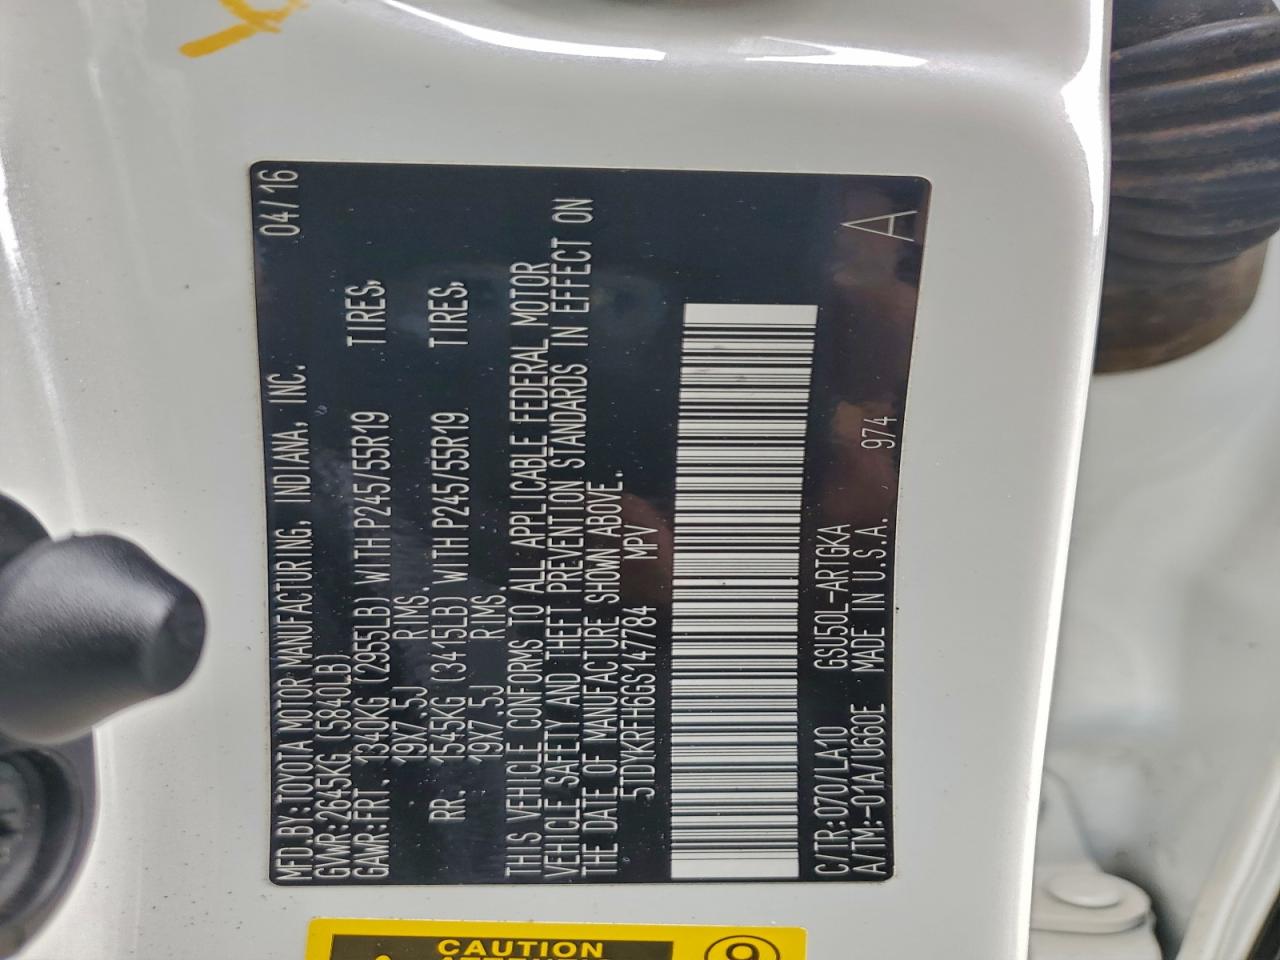 MFD.BY:TOYOTA MOTOR MANUFACTURING, INDIANA, INC. 04/16
GVWR:2645KG (5840LB)
GAWR:FRT. 1340KG (2955LB) WITH P245/55R19 TIRES,
19X7.5J RIMS.
RR. 1545KG (3415LB) WITH P245/55R19 TIRES,
19X7.5J RIMS.
THIS VEHICLE CONFORMS TO ALL APPLICABLE FEDERAL MOTOR
VEHICLE SAFETY AND THEFT PREVENTION STANDARDS IN EFFECT ON
THE DATE OF MANUFACTURE SHOWN ABOVE.
5TDYKRFH6GS147784 MPV
C/TR:070/LA10 GSU50L-ARTGKA
A/TM:-01A/U660E MADE IN U.S.A. 974 A
CAUTION
9